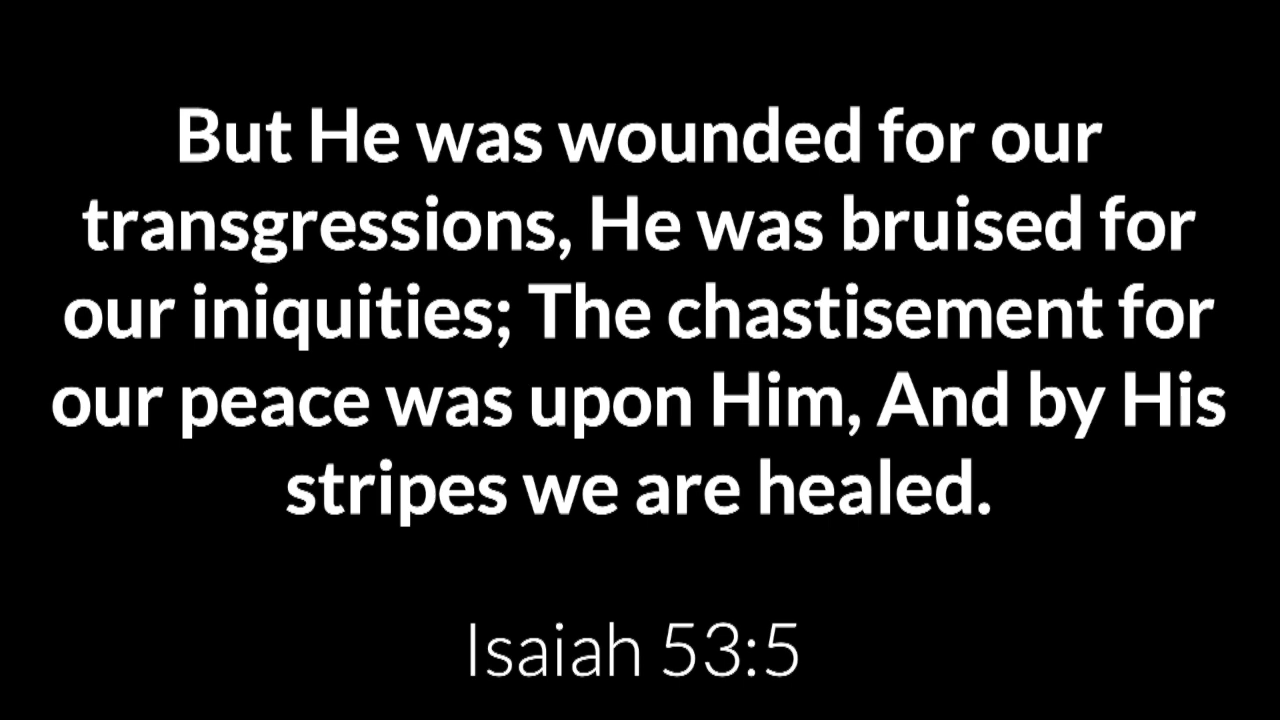 But He was wounded for our
transgressions, He was bruised for
our iniquities; The chastisement for
our peace was upon Him, And by His
stripes we are healed.
Isaiah 53:5